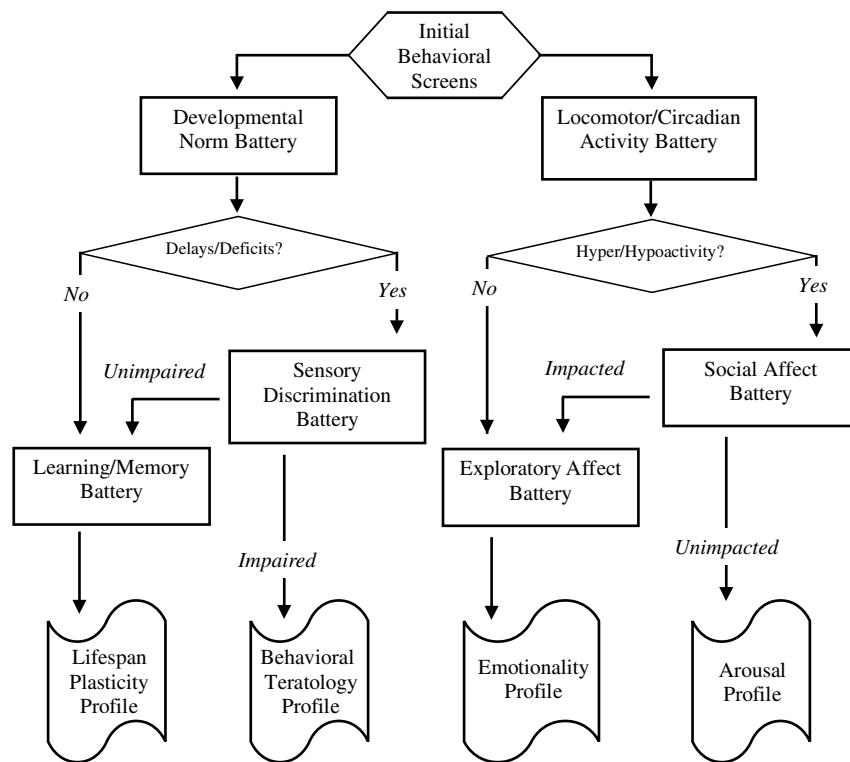 Initial
Behavioral
Screens
Developmental
Norm Battery
Locomotor/Circadian
Activity Battery
Delays/Deficits?
Hyper/Hypoactivity?
No
Yes
No
Yes
Unimpaired
Sensory
Discrimination
Battery
Impacted
Social Affect
Battery
Learning/Memory
Battery
Exploratory Affect
Battery
Impaired
Unimpacted
Lifespan
Plasticity
Profile
Behavioral
Teratology
Profile
Emotionality
Profile
Arousal
Profile